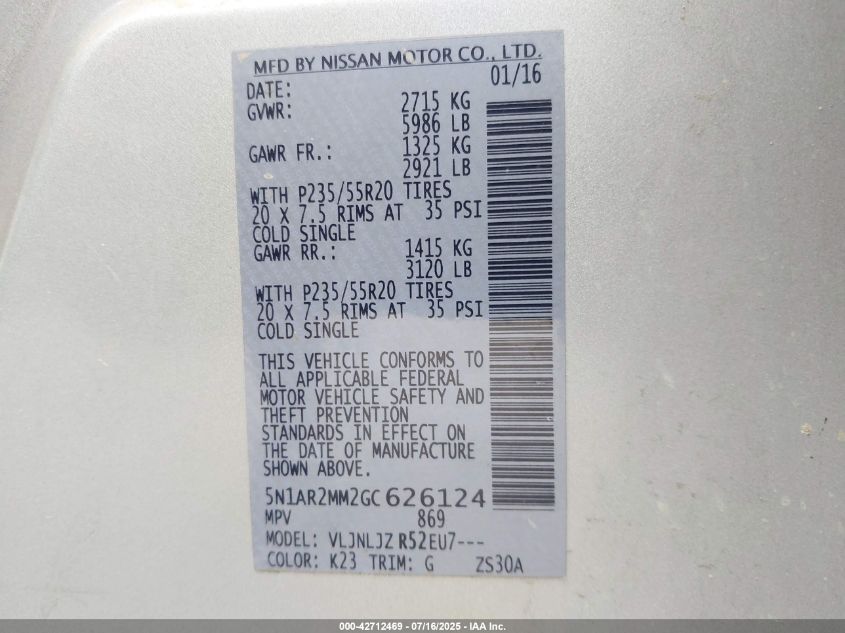 MFD BY NISSAN MOTOR CO., LTD.
DATE: 01/16
GVWR: 2715 KG
5986 LB
GAWR FR.: 1325 KG
2921 LB
WITH P235/55R20 TIRES
20 X 7.5 RIMS AT 35 PSI
COLD SINGLE
GAWR RR.: 1415 KG
3120 LB
WITH P235/55R20 TIRES
20 X 7.5 RIMS AT 35 PSI
COLD SINGLE
THIS VEHICLE CONFORMS TO
ALL APPLICABLE FEDERAL
MOTOR VEHICLE SAFETY AND
THEFT PREVENTION
STANDARDS IN EFFECT ON
THE DATE OF MANUFACTURE
SHOWN ABOVE.
5N1AR2MM2GC626124
MPV 869
MODEL: VLJNLJZ R52EU7---
COLOR: K23 TRIM: G ZS30A
000-42712469 - 07/16/2025 - IAA Inc.